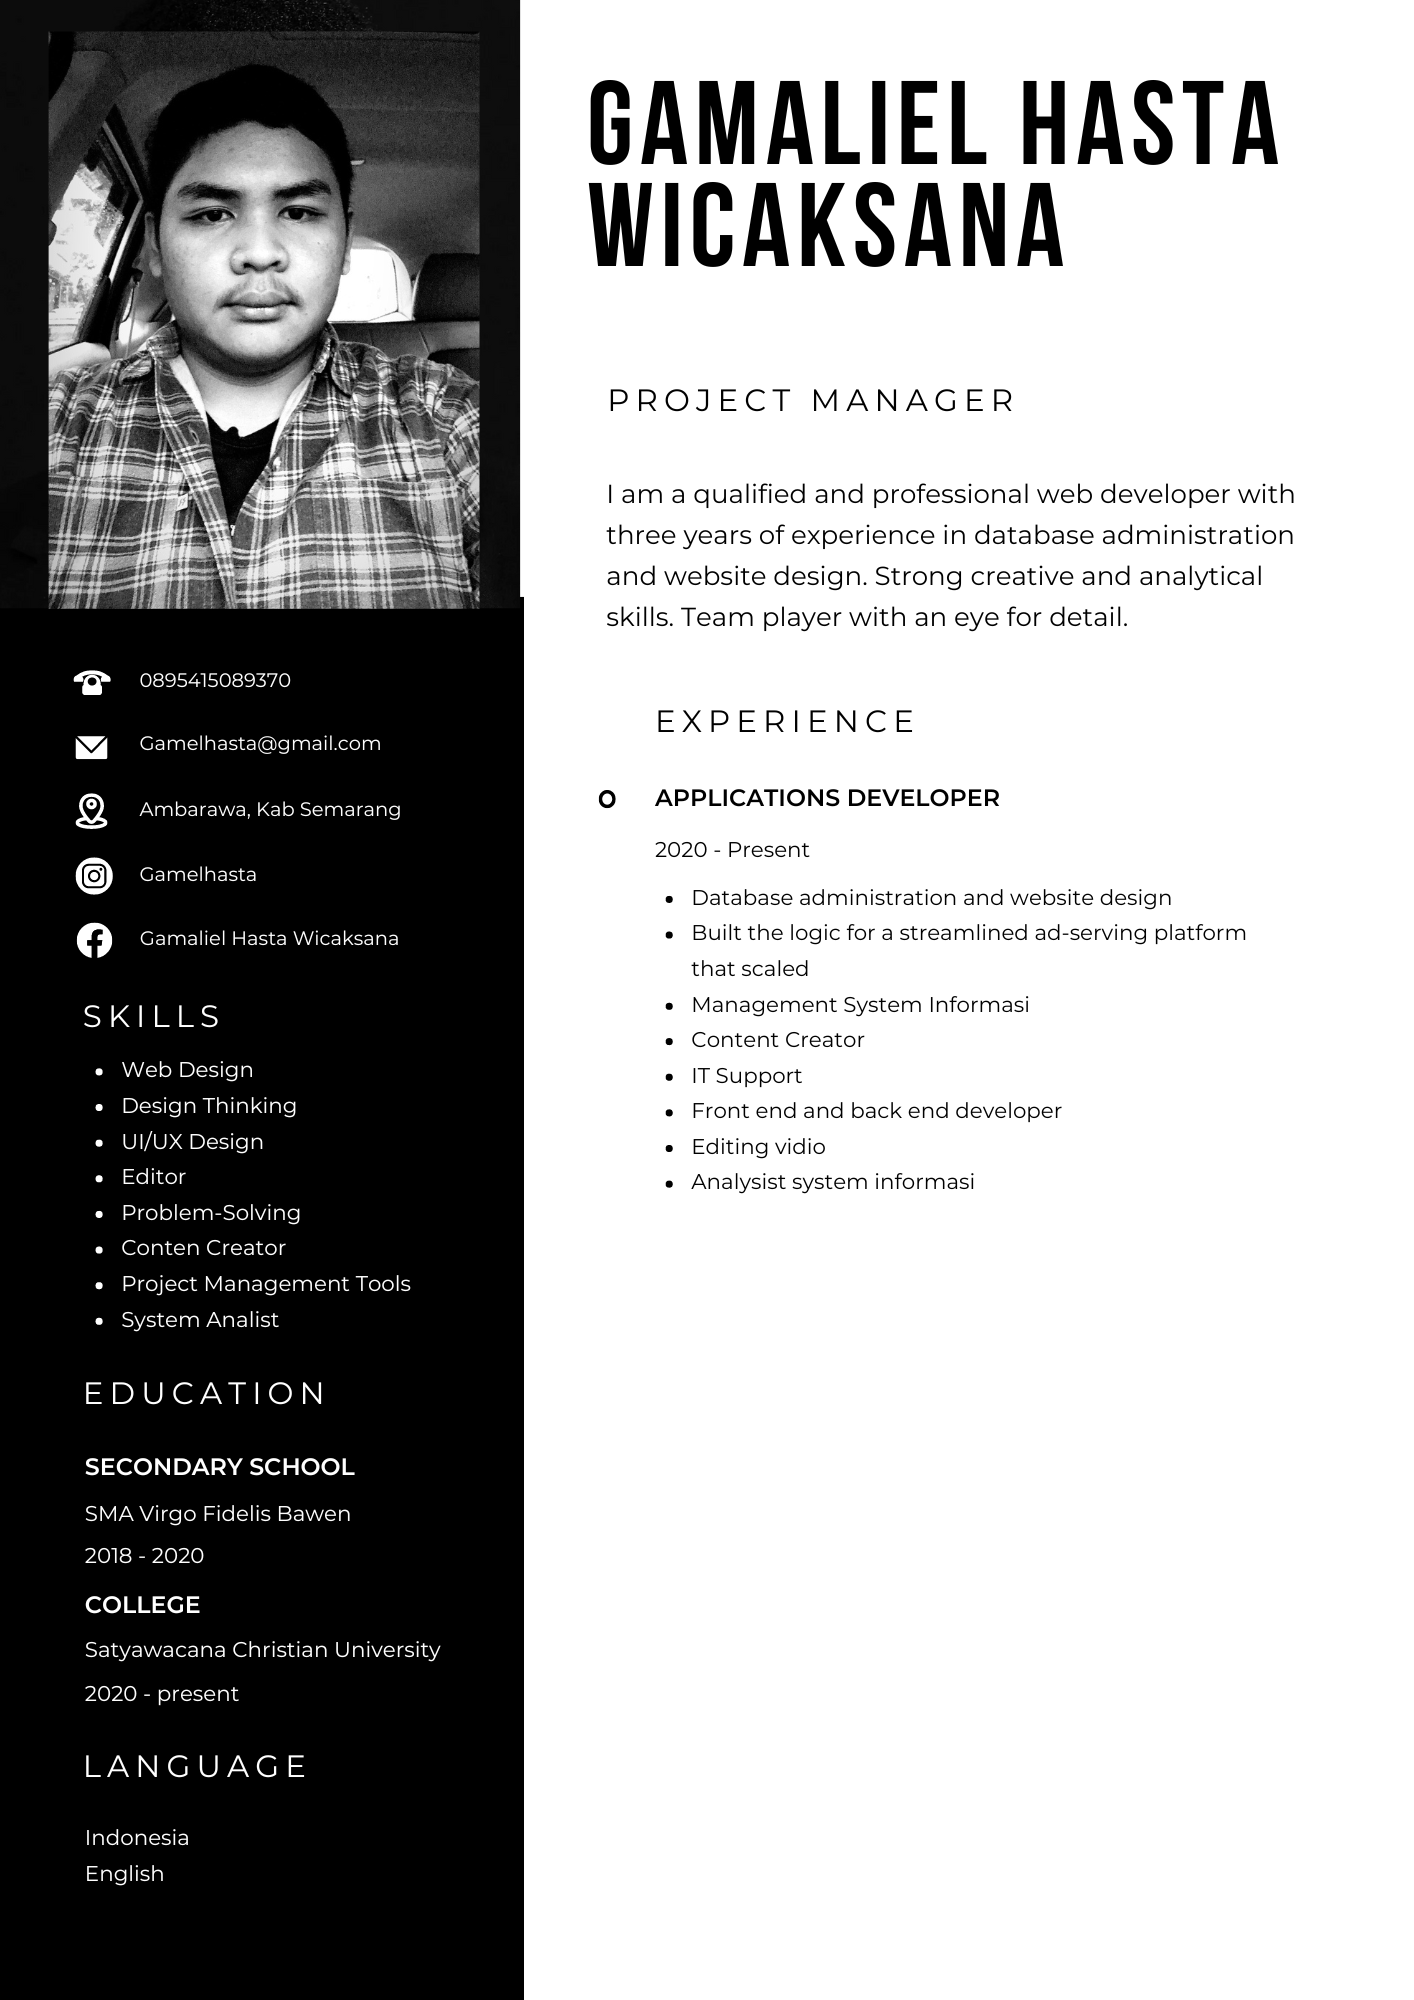 GAMALIEL HASTA
WICAKSANA
PROJECT MANAGER
I am a qualified and professional web developer with
three years of experience in database administration
and website design. Strong creative and analytical
skills. Team player with an eye for detail.
EXPERIENCE
APPLICATIONS DEVELOPER
2020 - Present
• Database administration and website design
• Built the logic for a streamlined ad-serving platform
that scaled
• Management System Informasi
• Content Creator
• IT Support
• Front end and back end developer
• Editing vidio
• Analysist system informasi
0895415089370
Gamelhasta@gmail.com
Ambarawa, Kab Semarang
Gamelhasta
Gamaliel Hasta Wicaksana
SKILLS
• Web Design
• Design Thinking
• UI/UX Design
• Editor
• Problem-Solving
• Conten Creator
• Project Management Tools
• System Analist
EDUCATION
SECONDARY SCHOOL
SMA Virgo Fidelis Bawen
2018 - 2020
COLLEGE
Satyawacana Christian University
2020 - present
LANGUAGE
Indonesia
English